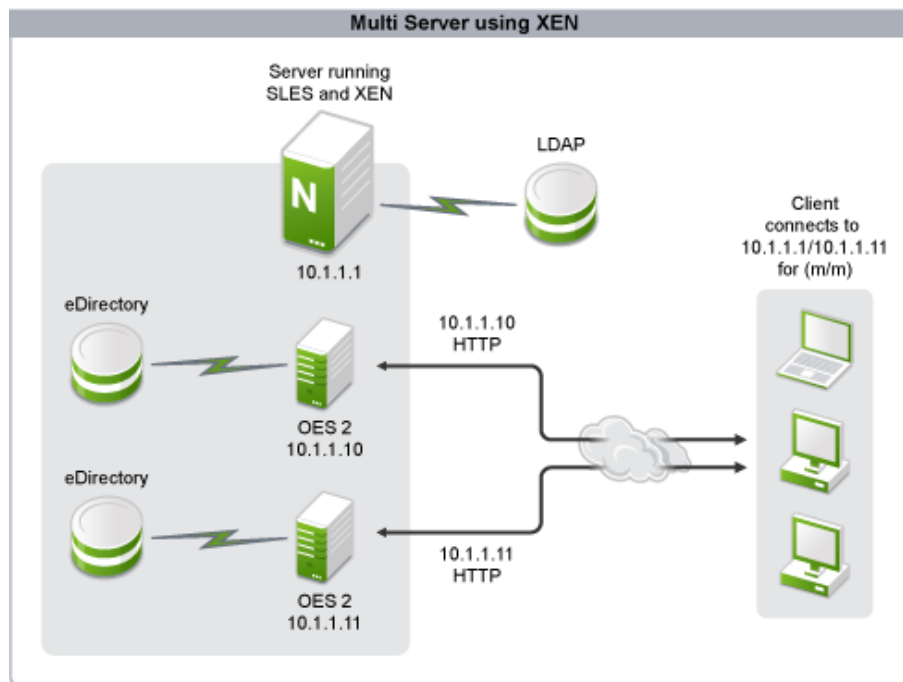 Multi Server using XEN
Server running
SLES and XEN
N
10.1.1.1
LDAP
Client
connects to
10.1.1.1/10.1.1.11
for (m/m)
eDirectory
OES 2
10.1.1.10
10.1.1.10
HTTP
eDirectory
OES 2
10.1.1.11
10.1.1.11
HTTP